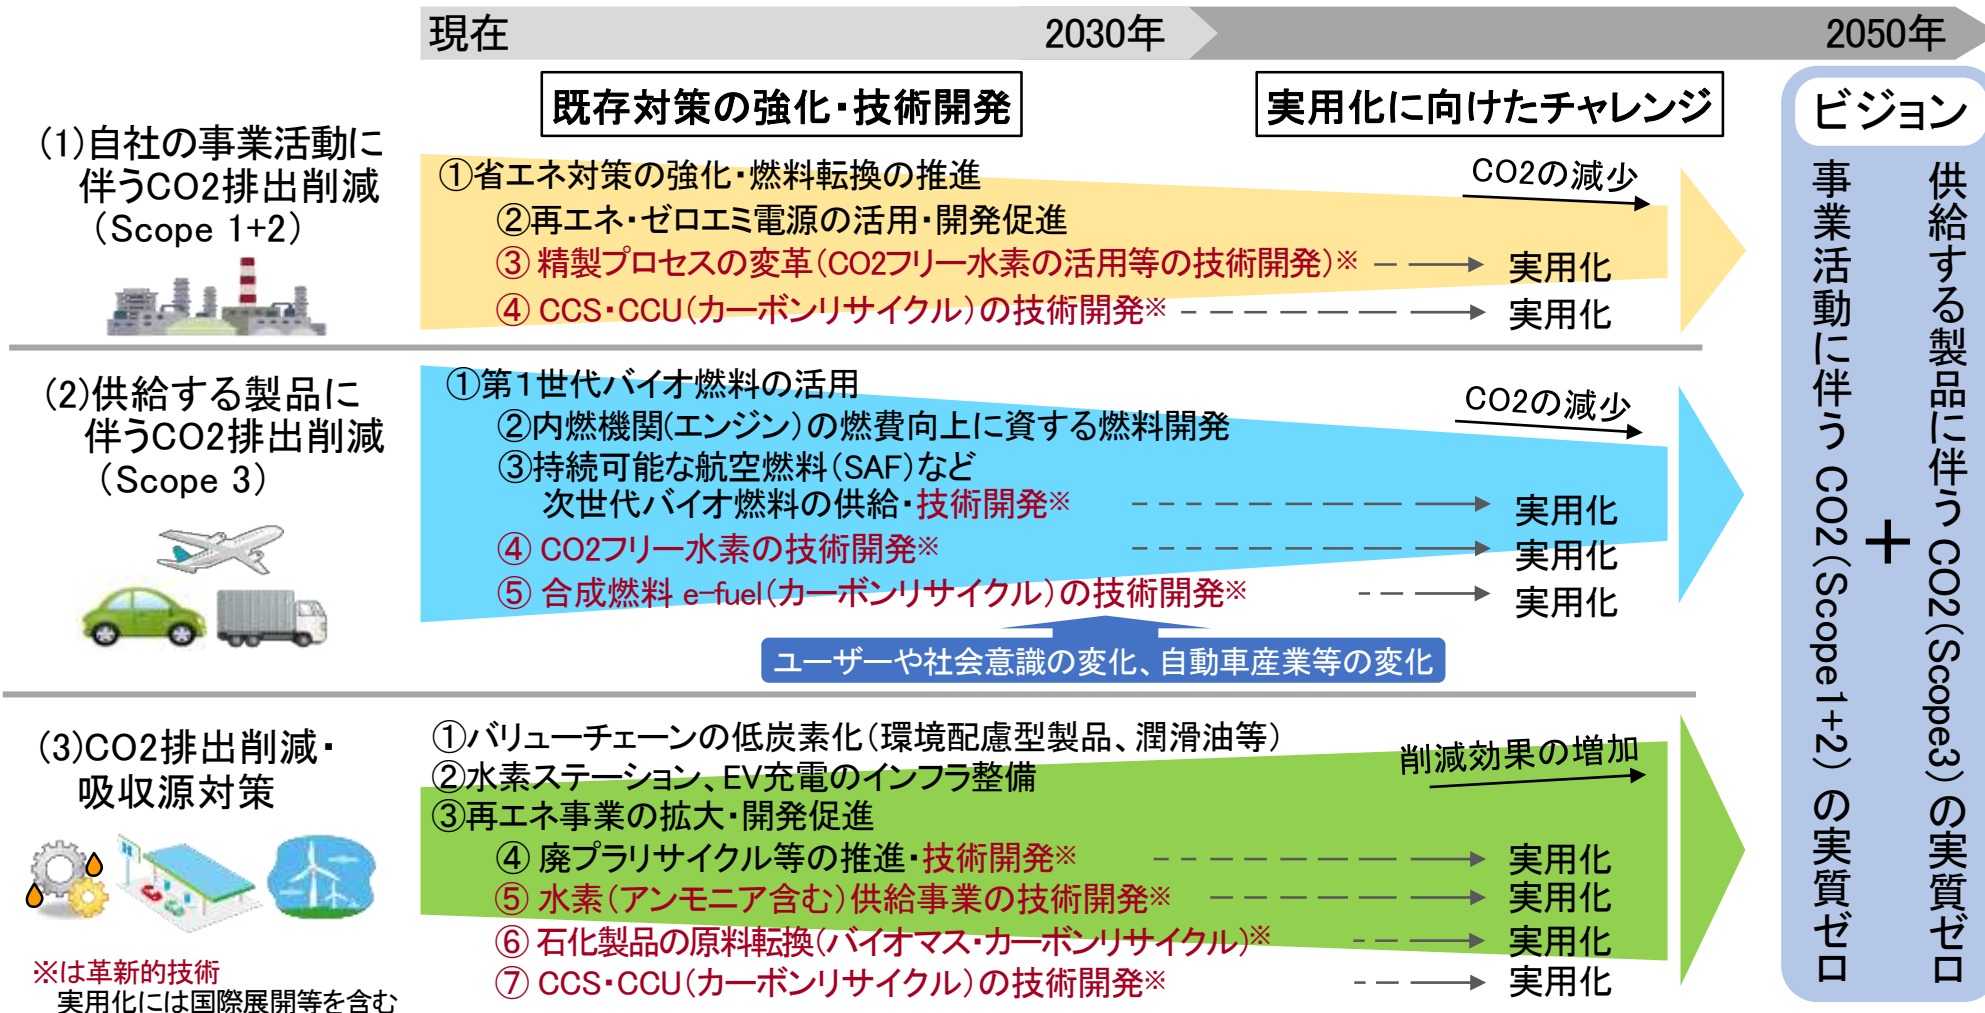 現在
2030年
2050年
既存対策の強化・技術開発
実用化に向けたチャレンジ
(1)自社の事業活動に
伴うCO2排出削減
(Scope 1+2)
①省エネ対策の強化・燃料転換の推進
②再エネ・ゼロエミ電源の活用・開発促進
③ 精製プロセスの変革(CO2フリー水素の活用等の技術開発)※
実用化
④ CCS・CCU(カーボンリサイクル)の技術開発※
実用化
CO2の減少
(2)供給する製品に
伴うCO2排出削減
(Scope 3)
①第1世代バイオ燃料の活用
②内燃機関(エンジン)の燃費向上に資する燃料開発
③持続可能な航空燃料(SAF)など
次世代バイオ燃料の供給・技術開発※
実用化
④ CO2フリー水素の技術開発※
実用化
⑤ 合成燃料 e-fuel(カーボンリサイクル)の技術開発※
実用化
CO2の減少
ユーザーや社会意識の変化、自動車産業等の変化
(3)CO2排出削減・
吸収源対策
①バリューチェーンの低炭素化(環境配慮型製品、潤滑油等)
②水素ステーション、EV充電のインフラ整備
③再エネ事業の拡大・開発促進
④ 廃プラリサイクル等の推進・技術開発※
実用化
⑤ 水素(アンモニア含む)供給事業の技術開発※
実用化
⑥ 石化製品の原料転換(バイオマス・カーボンリサイクル)※
実用化
⑦ CCS・CCU(カーボンリサイクル)の技術開発※
実用化
削減効果の増加
※は革新的技術
実用化には国際展開等を含む
ビジョン
事業活動に伴う CO2(Scope1+2) の実質ゼロ
+
供給する製品に伴う CO2(Scope3) の実質ゼロ